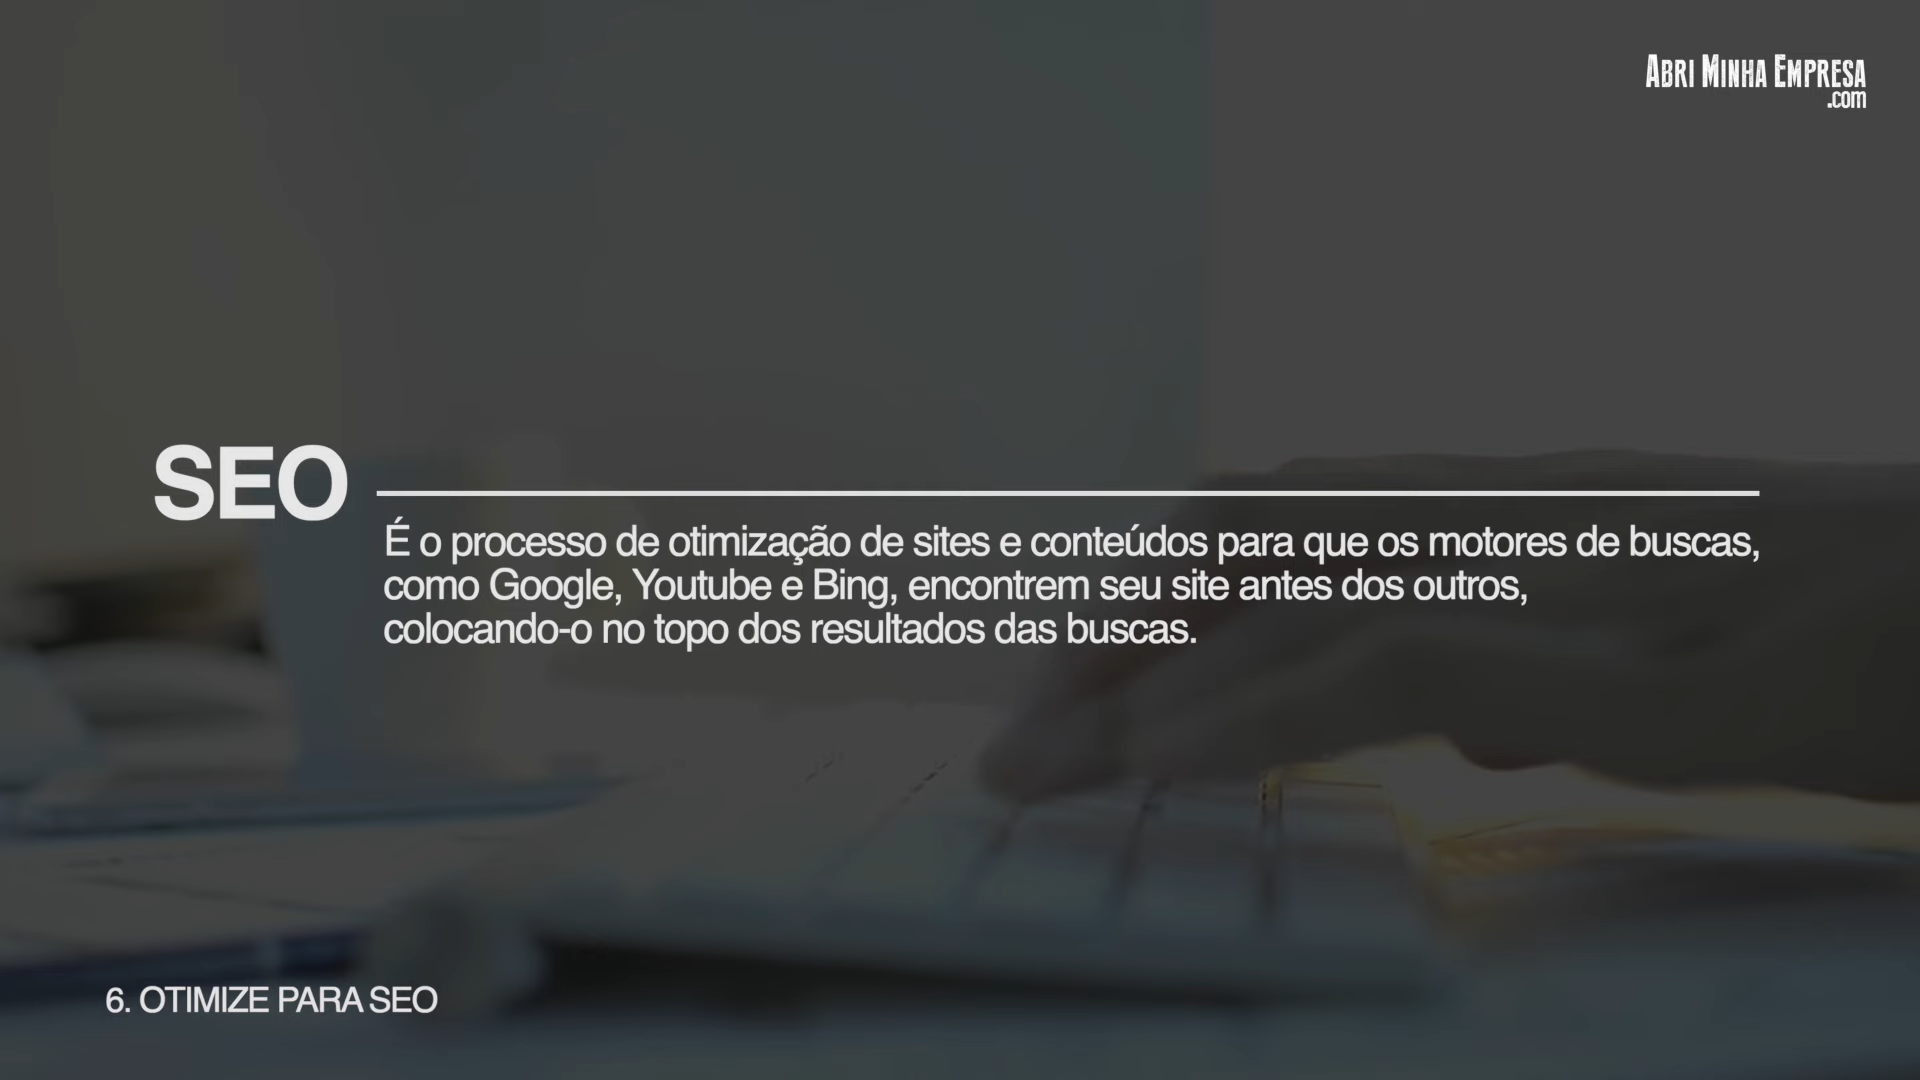 ABRI MINHA EMPRESA
.com
SEO
É o processo de otimização de sites e conteúdos para que os motores de buscas,
como Google, Youtube e Bing, encontrem seu site antes dos outros,
colocando-o no topo dos resultados das buscas.
6. OTIMIZE PARA SEO